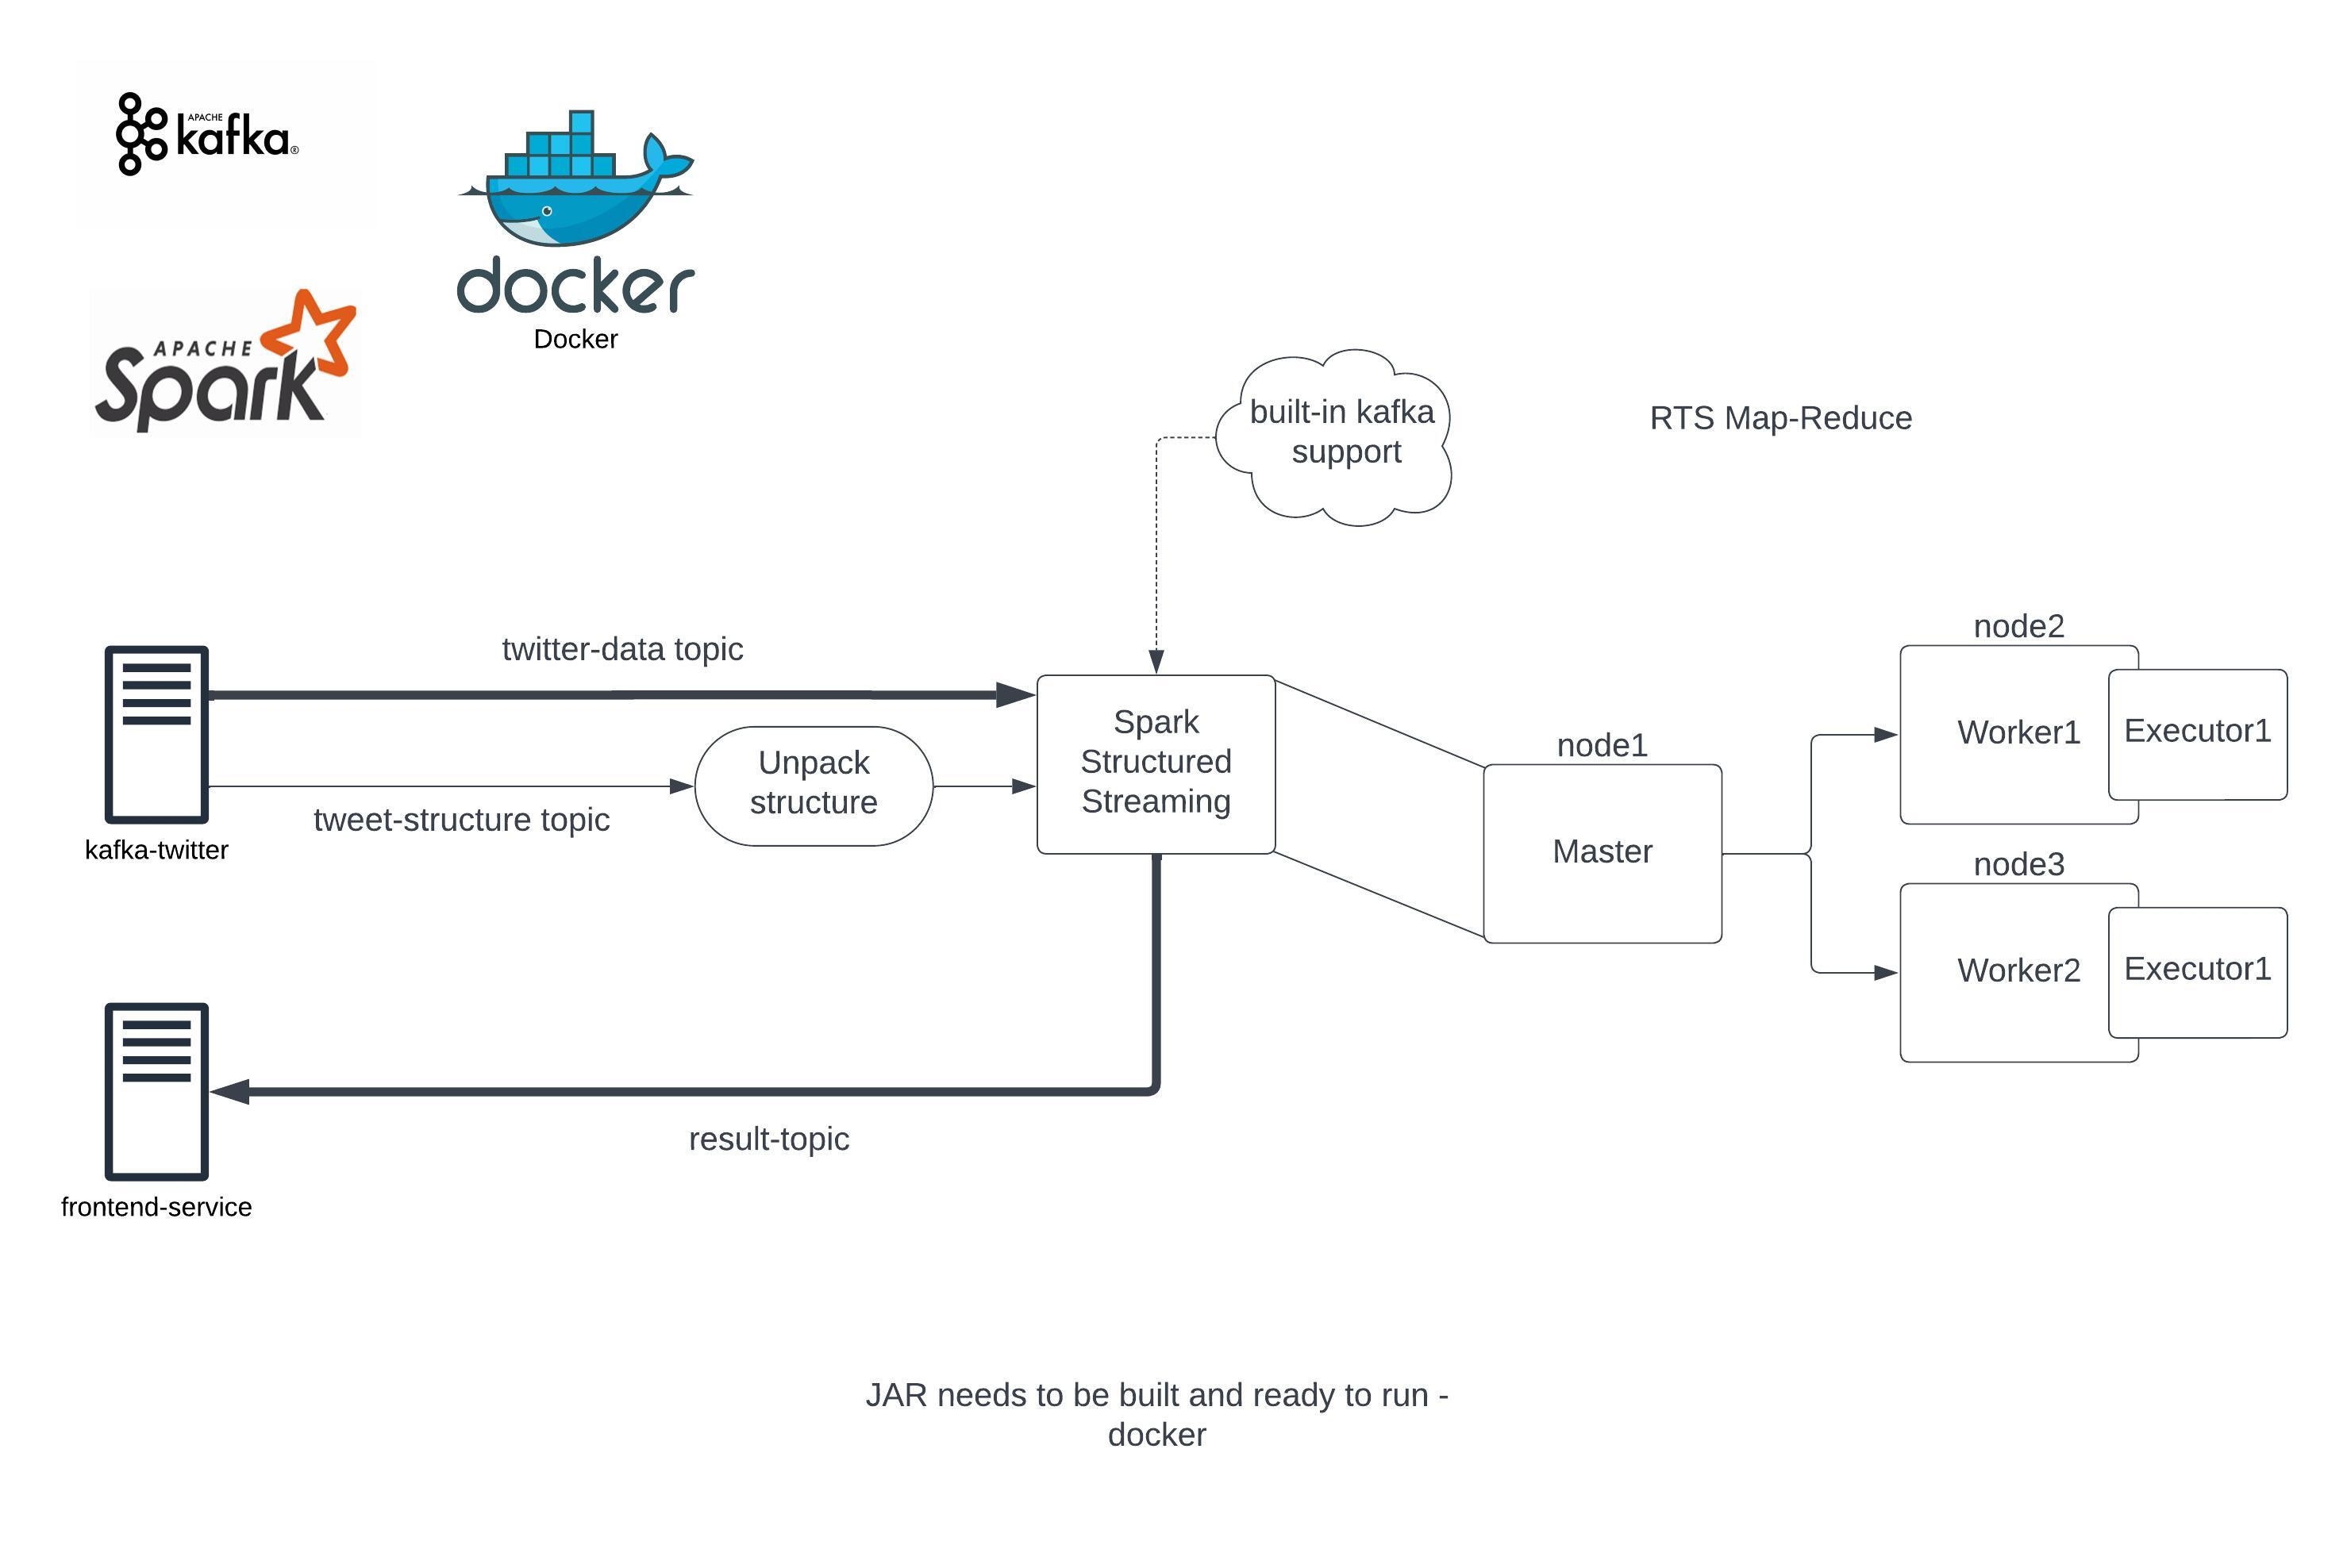 APACHE
kafka®
docker
Docker
APACHE
Spark
built-in kafka
support
RTS Map-Reduce
twitter-data topic
node2
Worker1
Executor1
Spark
Structured
Streaming
Unpack
structure
node1
Master
tweet-structure topic
kafka-twitter
node3
Worker2
Executor1
result-topic
frontend-service
JAR needs to be built and ready to run -
docker